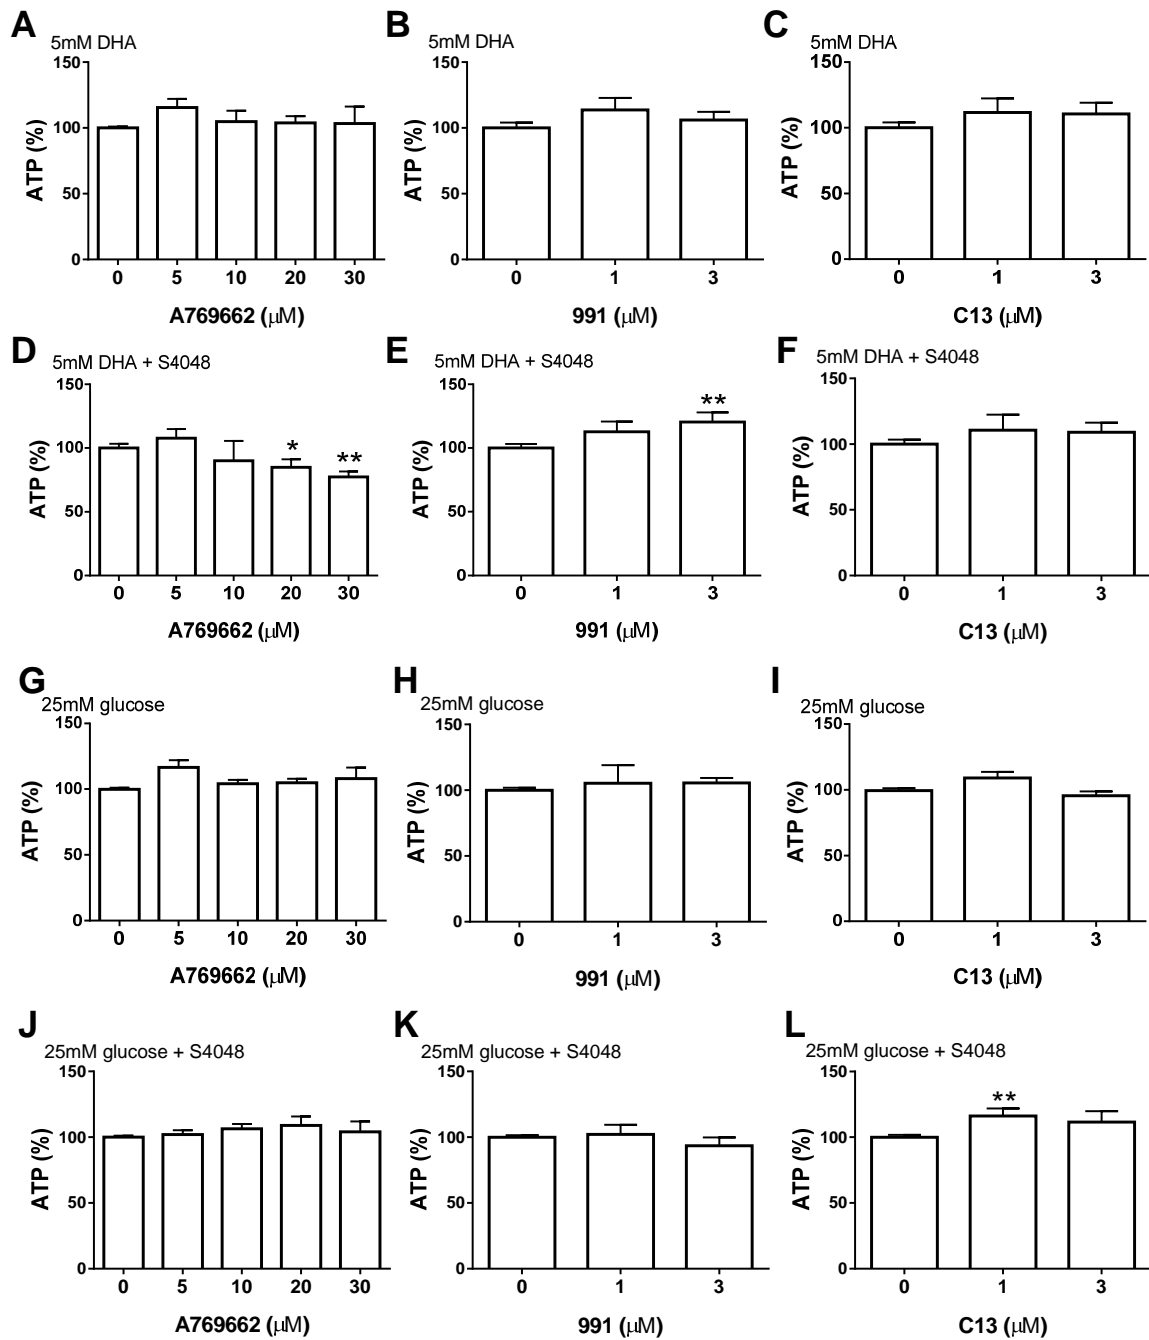 A
5mM DHA
150
100
50
0
ATP (%)
0 5 10 20 30
A769662 (μM)
B
5mM DHA
150
100
50
0
ATP (%)
0 1 3
991 (μM)
C
5mM DHA
150
100
50
0
ATP (%)
0 1 3
C13 (μM)
D
5mM DHA + S4048
150
100
50
0
ATP (%)
* **
0 5 10 20 30
A769662 (μM)
E
5mM DHA + S4048
150
100
50
0
ATP (%)
**
0 1 3
991 (μM)
F
5mM DHA + S4048
150
100
50
0
ATP (%)
0 1 3
C13 (μM)
G
25mM glucose
150
100
50
0
ATP (%)
0 5 10 20 30
A769662 (μM)
H
25mM glucose
150
100
50
0
ATP (%)
0 1 3
991 (μM)
I
25mM glucose
150
100
50
0
ATP (%)
0 1 3
C13 (μM)
J
25mM glucose + S4048
150
100
50
0
ATP (%)
0 5 10 20 30
A769662 (μM)
K
25mM glucose + S4048
150
100
50
0
ATP (%)
0 1 3
991 (μM)
L
25mM glucose + S4048
150
100
50
0
ATP (%)
**
0 1 3
C13 (μM)